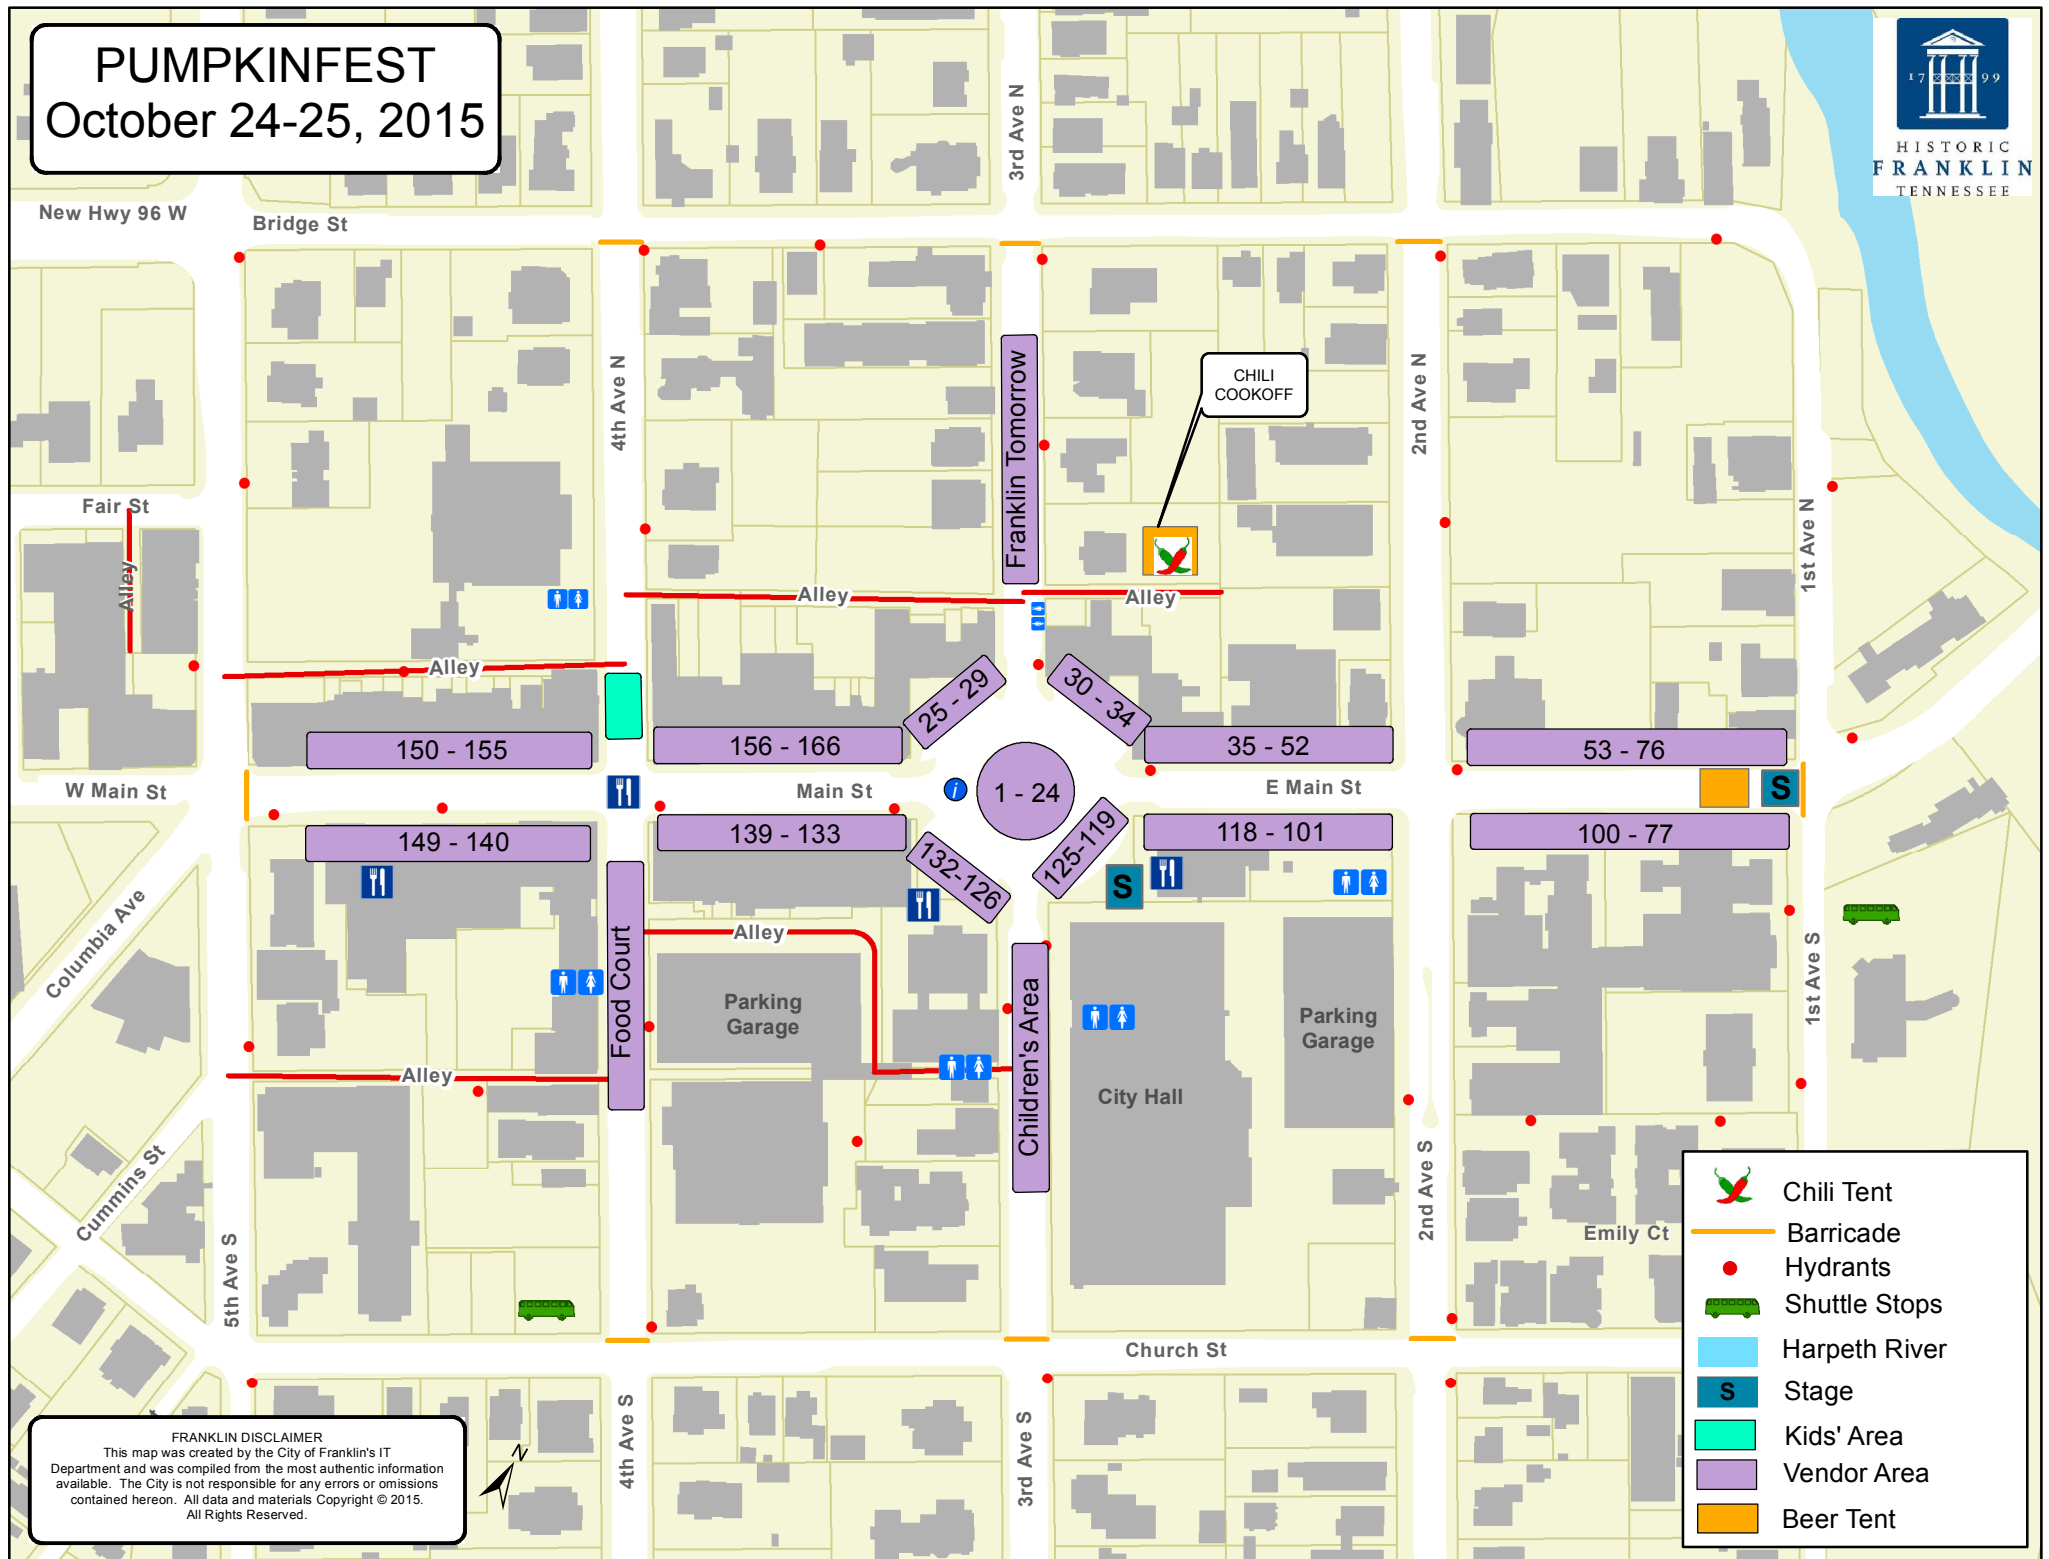 PUMPKINFEST
October 24-25, 2015
17 99
HISTORIC
FRANKLIN
TENNESSEE
New Hwy 96 W
Bridge St
3rd Ave N
4th Ave N
Franklin Tomorrow
CHILI
COOKOFF
2nd Ave N
Fair St
Alley
1st Ave N
Alley
Alley
Alley
25 - 29
30 - 34
150 - 155
156 - 166
35 - 52
53 - 76
W Main St
Main St
i
1 - 24
E Main St
S
149 - 140
139 - 133
132-126
125-119
118 - 101
100 - 77
S
Columbia Ave
Food Court
Alley
Parking
Garage
Children's Area
Parking
Garage
1st Ave S
Alley
City Hall
Cummins St
5th Ave S
2nd Ave S
Emily Ct
Church St
4th Ave S
3rd Ave S
Chili Tent
Barricade
Hydrants
Shuttle Stops
Harpeth River
S Stage
Kids' Area
Vendor Area
Beer Tent
FRANKLIN DISCLAIMER
This map was created by the City of Franklin's IT
Department and was compiled from the most authentic information
available. The City is not responsible for any errors or omissions
contained hereon. All data and materials Copyright © 2015.
All Rights Reserved.
N